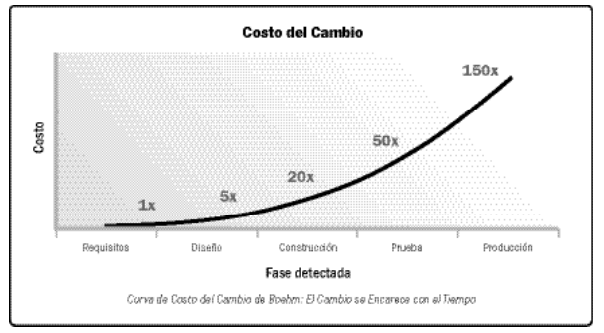 Costo del Cambio
150x
50x
20x
5x
1x
Costo
Requisitos
Diseño
Construcción
Prueba
Producción
Fase detectada
Curva de Costo del Cambio de Boehm: El Cambio se Encarece con el Tiempo